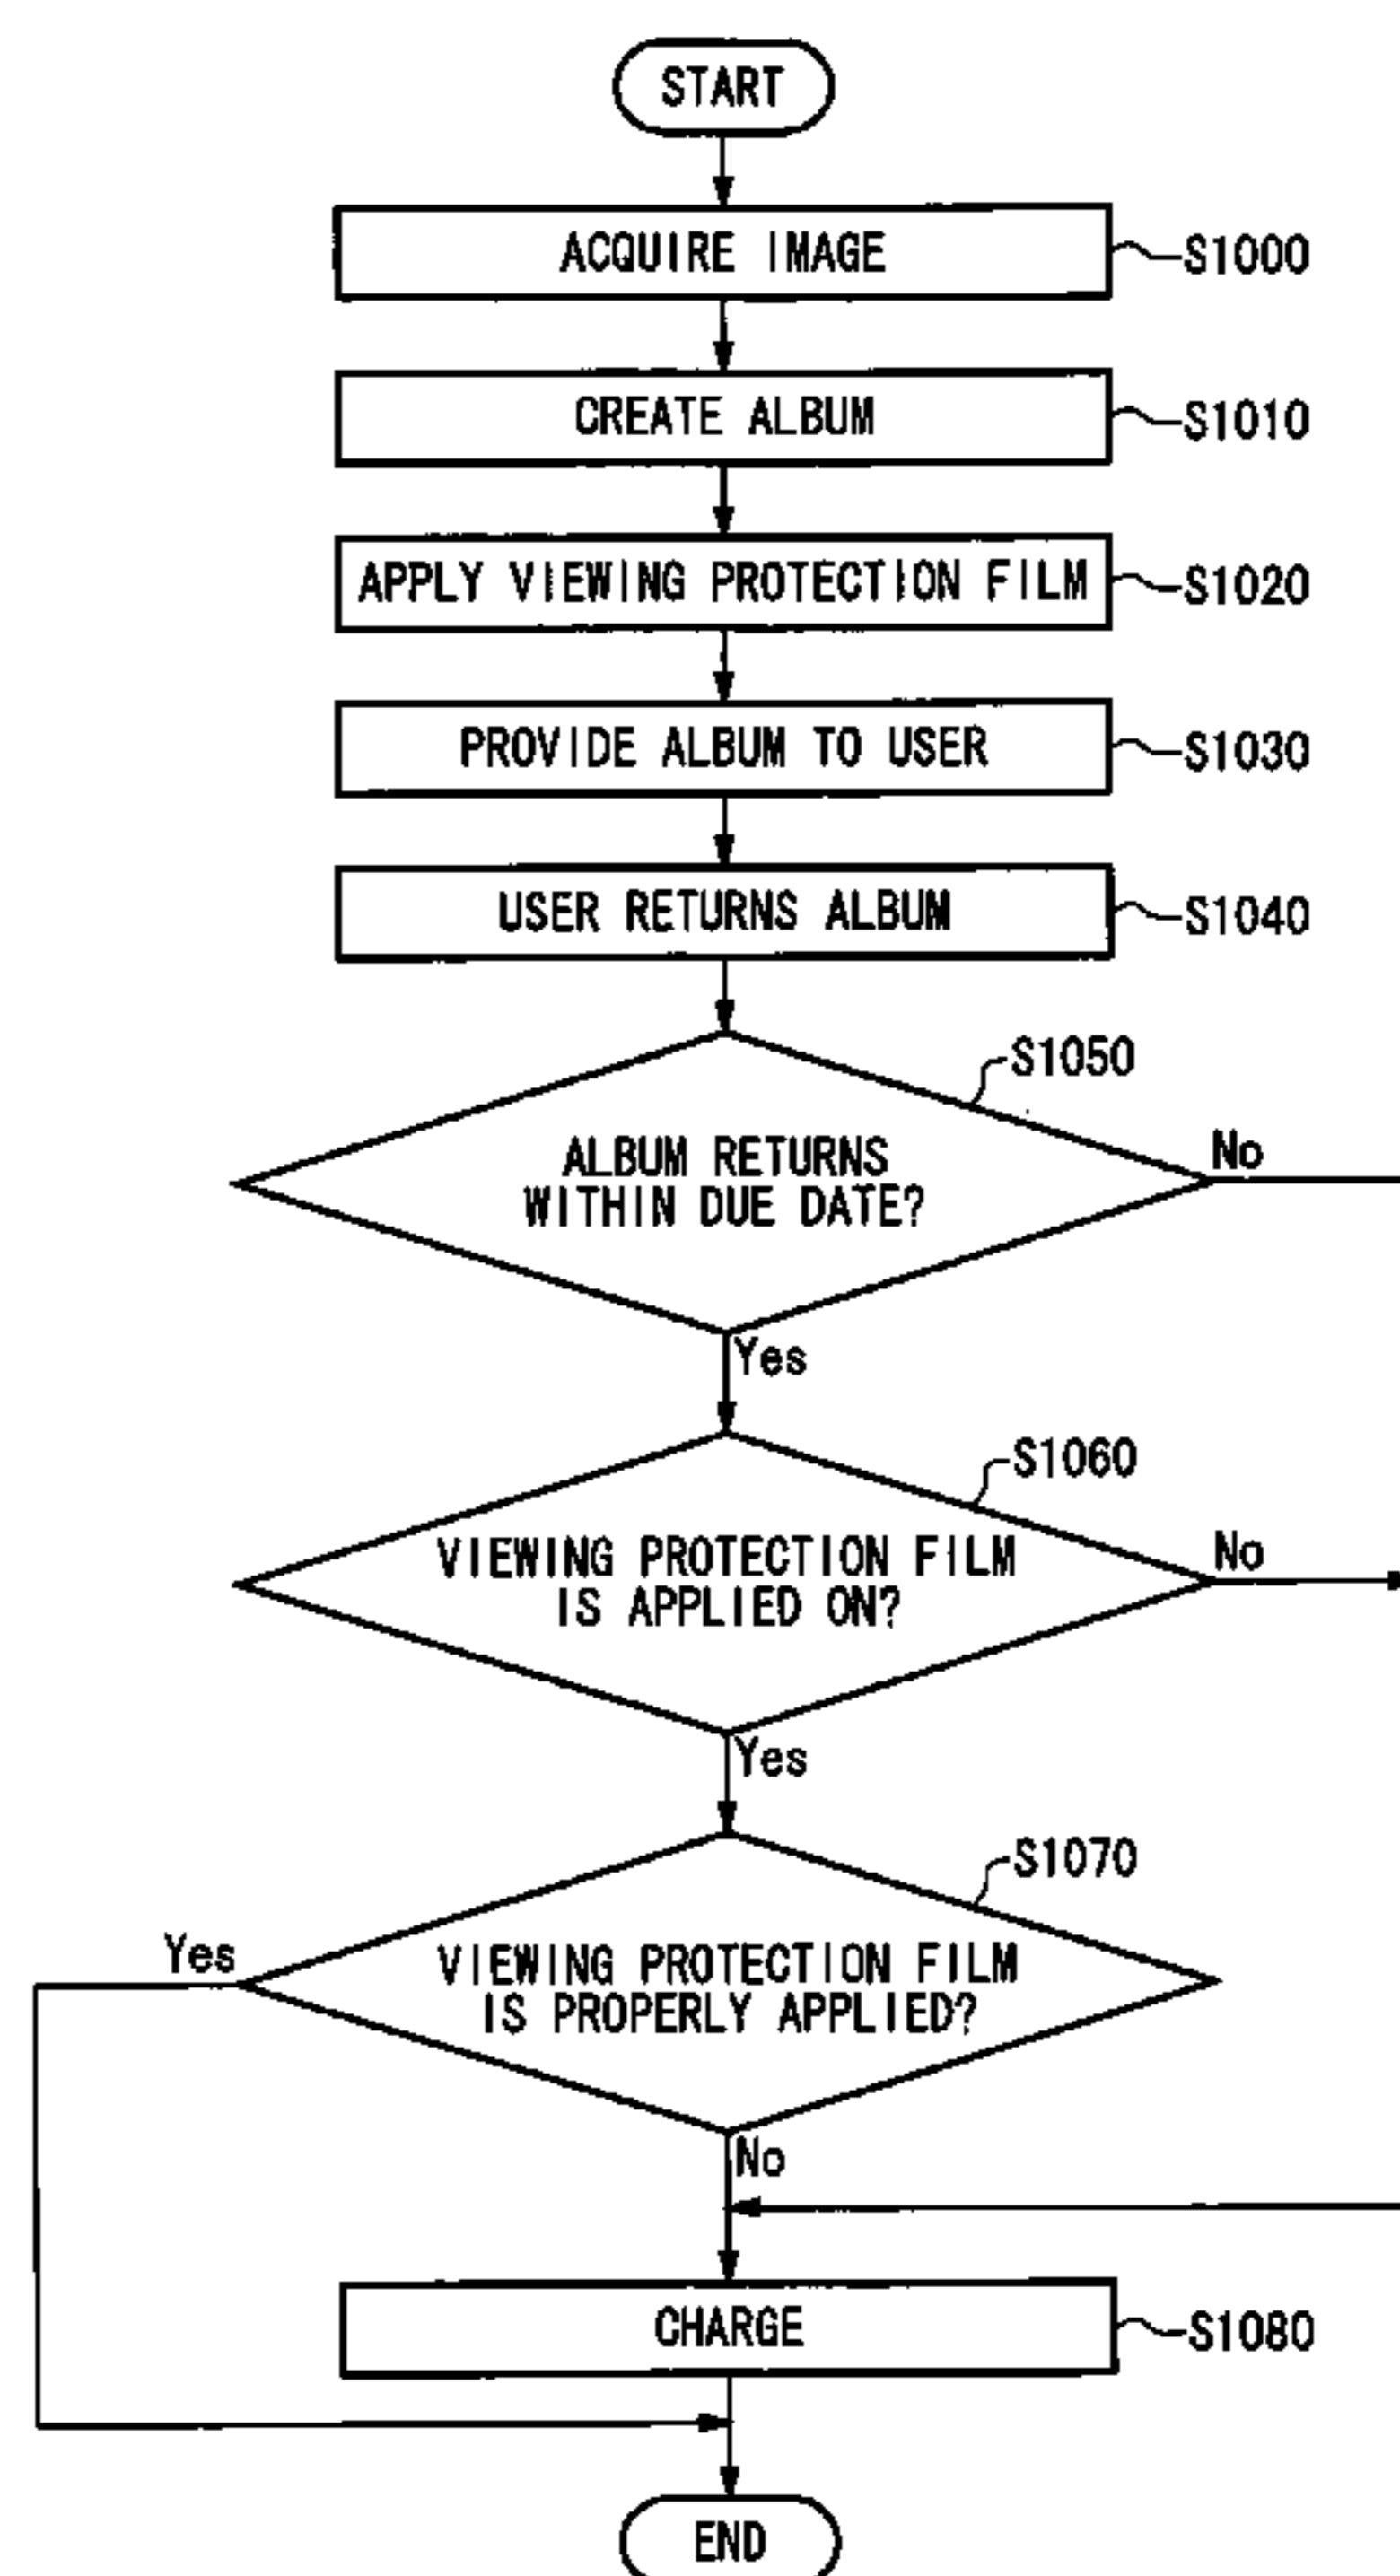 START
ACQUIRE IMAGE
S1000
CREATE ALBUM
S1010
APPLY VIEWING PROTECTION FILM
S1020
PROVIDE ALBUM TO USER
S1030
USER RETURNS ALBUM
S1040
S1050
ALBUM RETURNS
WITHIN DUE DATE?
No
Yes
S1060
VIEWING PROTECTION FILM
IS APPLIED ON?
No
Yes
S1070
Yes
VIEWING PROTECTION FILM
IS PROPERLY APPLIED?
No
CHARGE
S1080
END